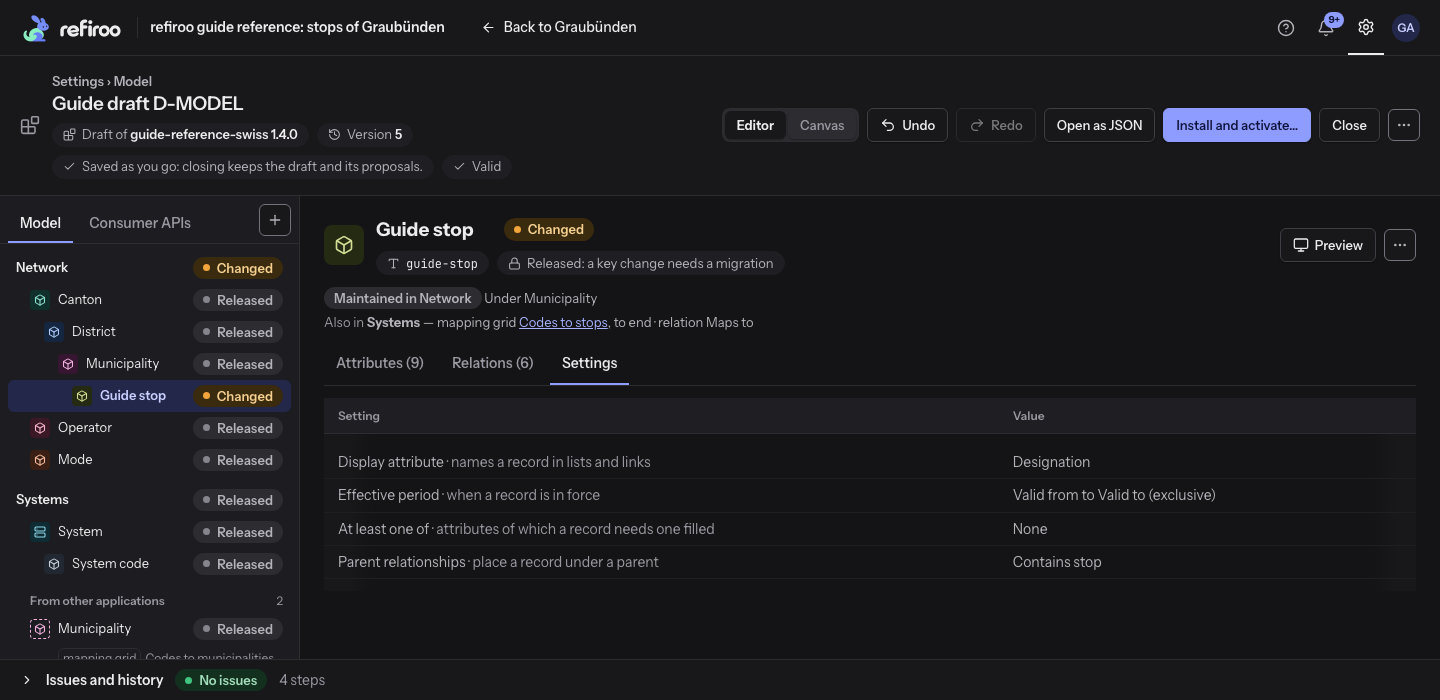 refiroo
refiroo guide reference: stops of Graubünden
← Back to Graubünden
9+
GA
Settings › Model
Guide draft D-MODEL
Draft of guide-reference-swiss 1.4.0
Version 5
Saved as you go: closing keeps the draft and its proposals.
Valid
Editor
Canvas
Undo
Redo
Open as JSON
Install and activate...
Close
Model
Consumer APIs
Network
Changed
Canton
Released
District
Released
Municipality
Released
Guide stop
Changed
Operator
Released
Mode
Released
Systems
Released
System
Released
System code
Released
From other applications
2
Municipality
Released
mapping grid Codes to municipalities
Guide stop
Changed
guide-stop
Released: a key change needs a migration
Preview
Maintained in Network Under Municipality
Also in Systems — mapping grid Codes to stops, to end · relation Maps to
Attributes (9)
Relations (6)
Settings
Setting
Value
Display attribute · names a record in lists and links
Designation
Effective period · when a record is in force
Valid from to Valid to (exclusive)
At least one of · attributes of which a record needs one filled
None
Parent relationships · place a record under a parent
Contains stop
Issues and history
No issues
4 steps